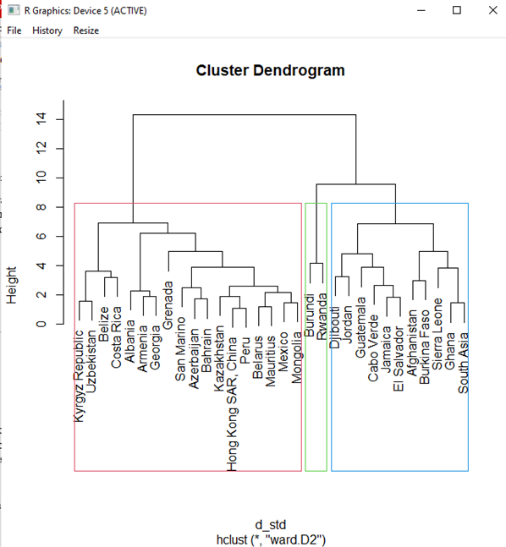 R Graphics: Device 5 (ACTIVE)
File History Resize
Cluster Dendrogram
Height
14
12
10
8
6
4
2
0
Kyrgyz Republic
Uzbekistan
Belize
Costa Rica
Albania
Armenia
Georgia
Grenada
San Marino
Azerbaijan
Bahrain
Kazakhstan
Hong Kong SAR, China
Peru
Belarus
Mauritius
Mexico
Mongolia
Burundi
Rwanda
Djibouti
Jordan
Guatemala
Cabo Verde
Jamaica
El Salvador
Afghanistan
Burkina Faso
Sierra Leone
Ghana
South Asia
d_std
hclust (*, "ward.D2")